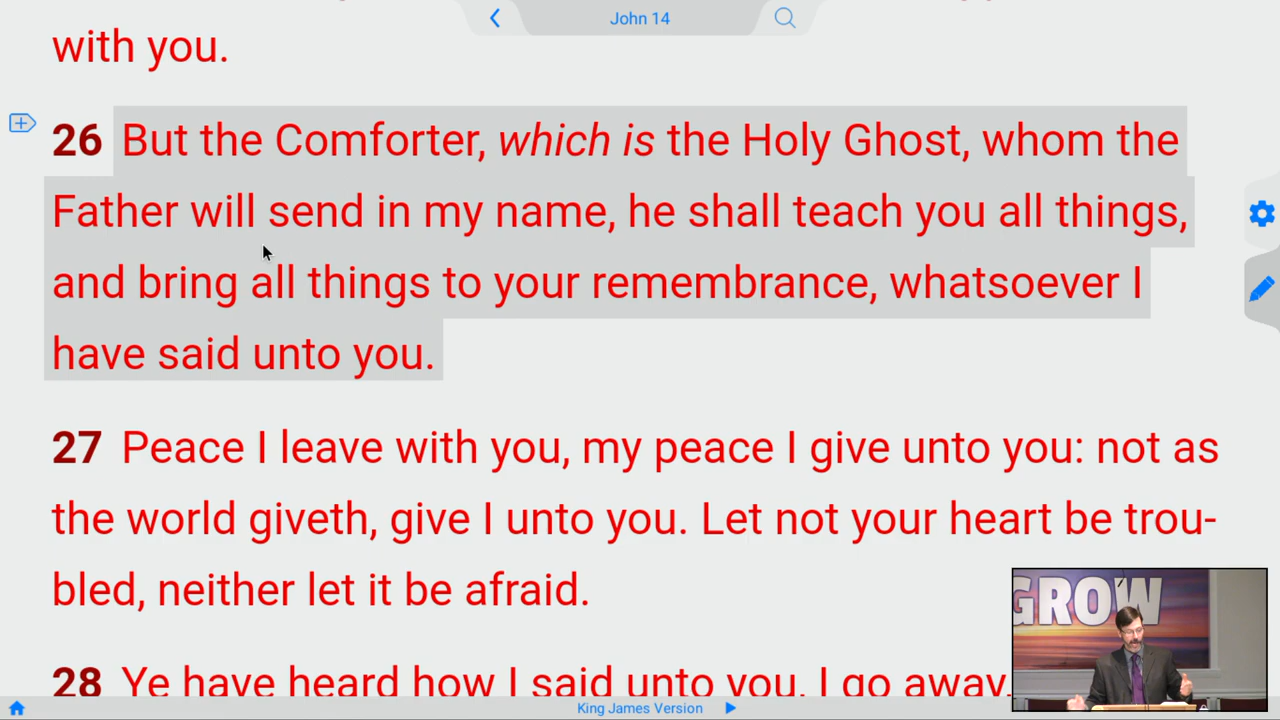 John 14
with you.
26 But the Comforter, which is the Holy Ghost, whom the
Father will send in my name, he shall teach you all things,
and bring all things to your remembrance, whatsoever I
have said unto you.
27 Peace I leave with you, my peace I give unto you: not as
the world giveth, give I unto you. Let not your heart be trou-
bled, neither let it be afraid.
28 Ye have heard how I said unto you, I go away,
GROW
King James Version